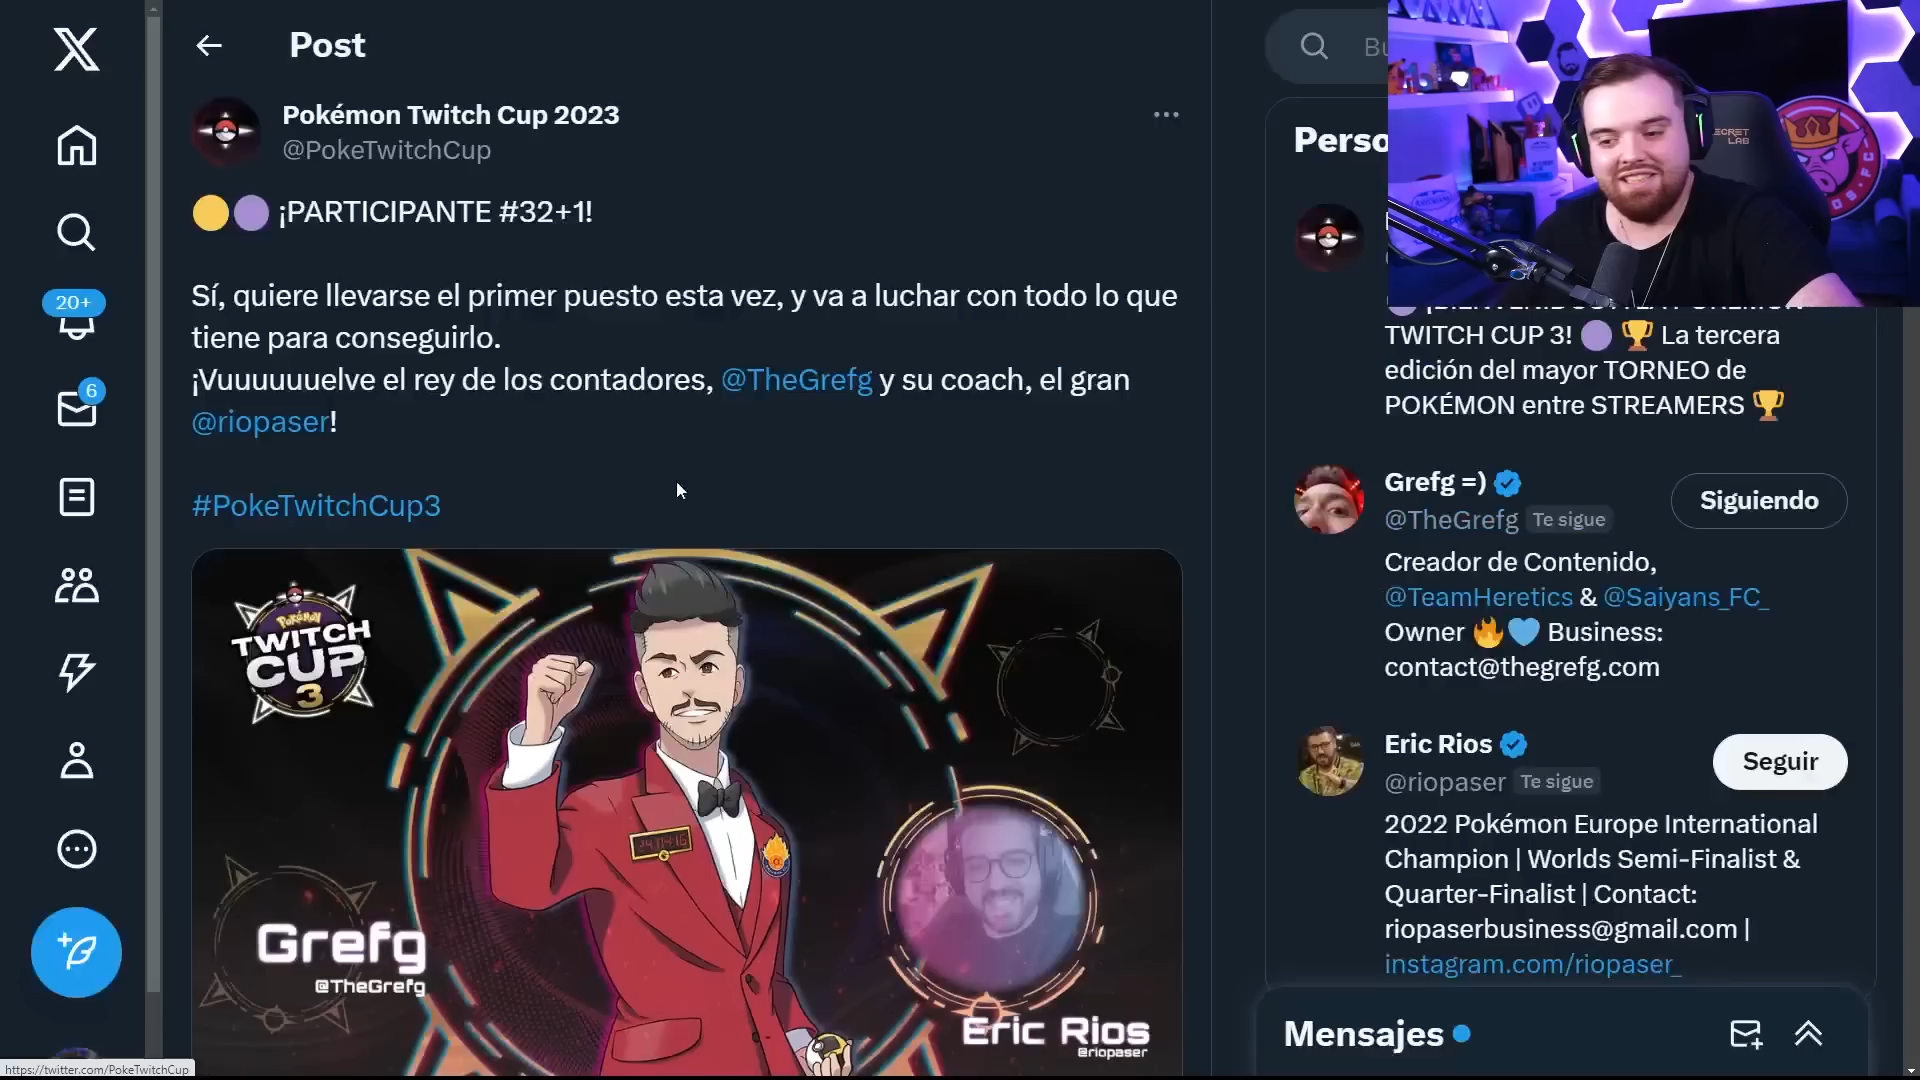 Post
Pokémon Twitch Cup 2023
@PokeTwitchCup
¡PARTICIPANTE #32+1!
Sí, quiere llevarse el primer puesto esta vez, y va a luchar con todo lo que
tiene para conseguirlo.
¡Vuuuuuuelve el rey de los contadores, @TheGrefg y su coach, el gran
@riopaser!
#PokeTwitchCup3
Pokémon
TWITCH
CUP
3
Grefg
@TheGrefg
Eric Rios
@riopaser
20+
6
https://twitter.com/PokeTwitchCup
Bu
Perso
SECRET
LAB
TWITCH CUP 3! La tercera
edición del mayor TORNEO de
POKÉMON entre STREAMERS
Grefg =)
@TheGrefg Te sigue
Siguiendo
Creador de Contenido,
@TeamHeretics & @Saiyans_FC_
Owner Business:
contact@thegrefg.com
Eric Rios
@riopaser Te sigue
Seguir
2022 Pokémon Europe International
Champion | Worlds Semi-Finalist &
Quarter-Finalist | Contact:
riopaserbusiness@gmail.com |
instagram.com/riopaser_
Mensajes